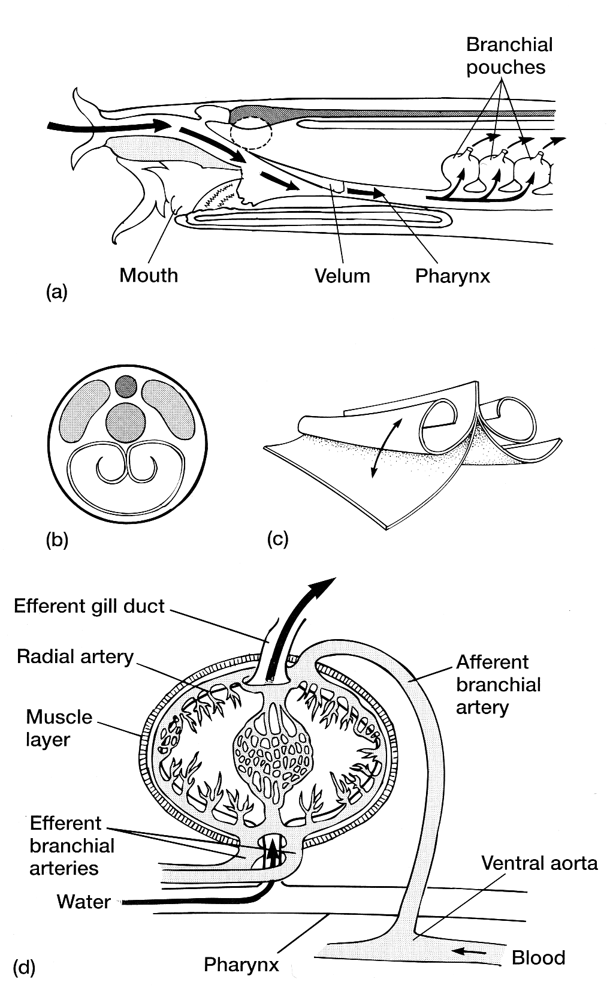 Branchial
pouches
Mouth
Velum
Pharynx
(a)
(b)
(c)
Efferent gill duct
Radial artery
Afferent
branchial
artery
Muscle
layer
Efferent
branchial
arteries
Ventral aorta
Water
Pharynx
Blood
(d)